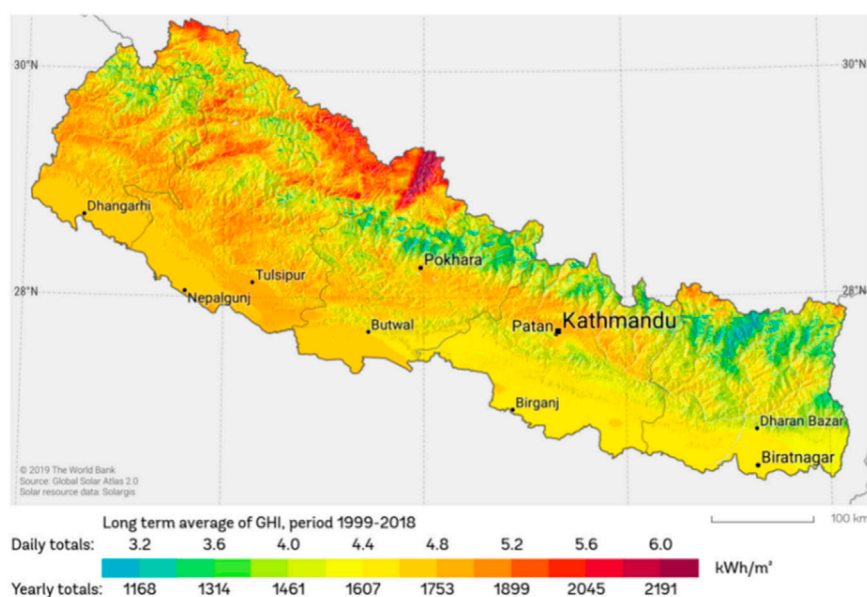 30°N
30°N
Dhangarhi
Pokhara
Tulsipur
28°N
28°N
Nepalgunj
Butwal
Patan
Kathmandu
Birganj
Dharan Bazar
Biratnagar
© 2019 The World Bank
Source: Global Solar Atlas 2.0
Solar resource data: Solargis
Long term average of GHI, period 1999-2018
100 km
Daily totals: 3.2 3.6 4.0 4.4 4.8 5.2 5.6 6.0
kWh/m²
Yearly totals: 1168 1314 1461 1607 1753 1899 2045 2191